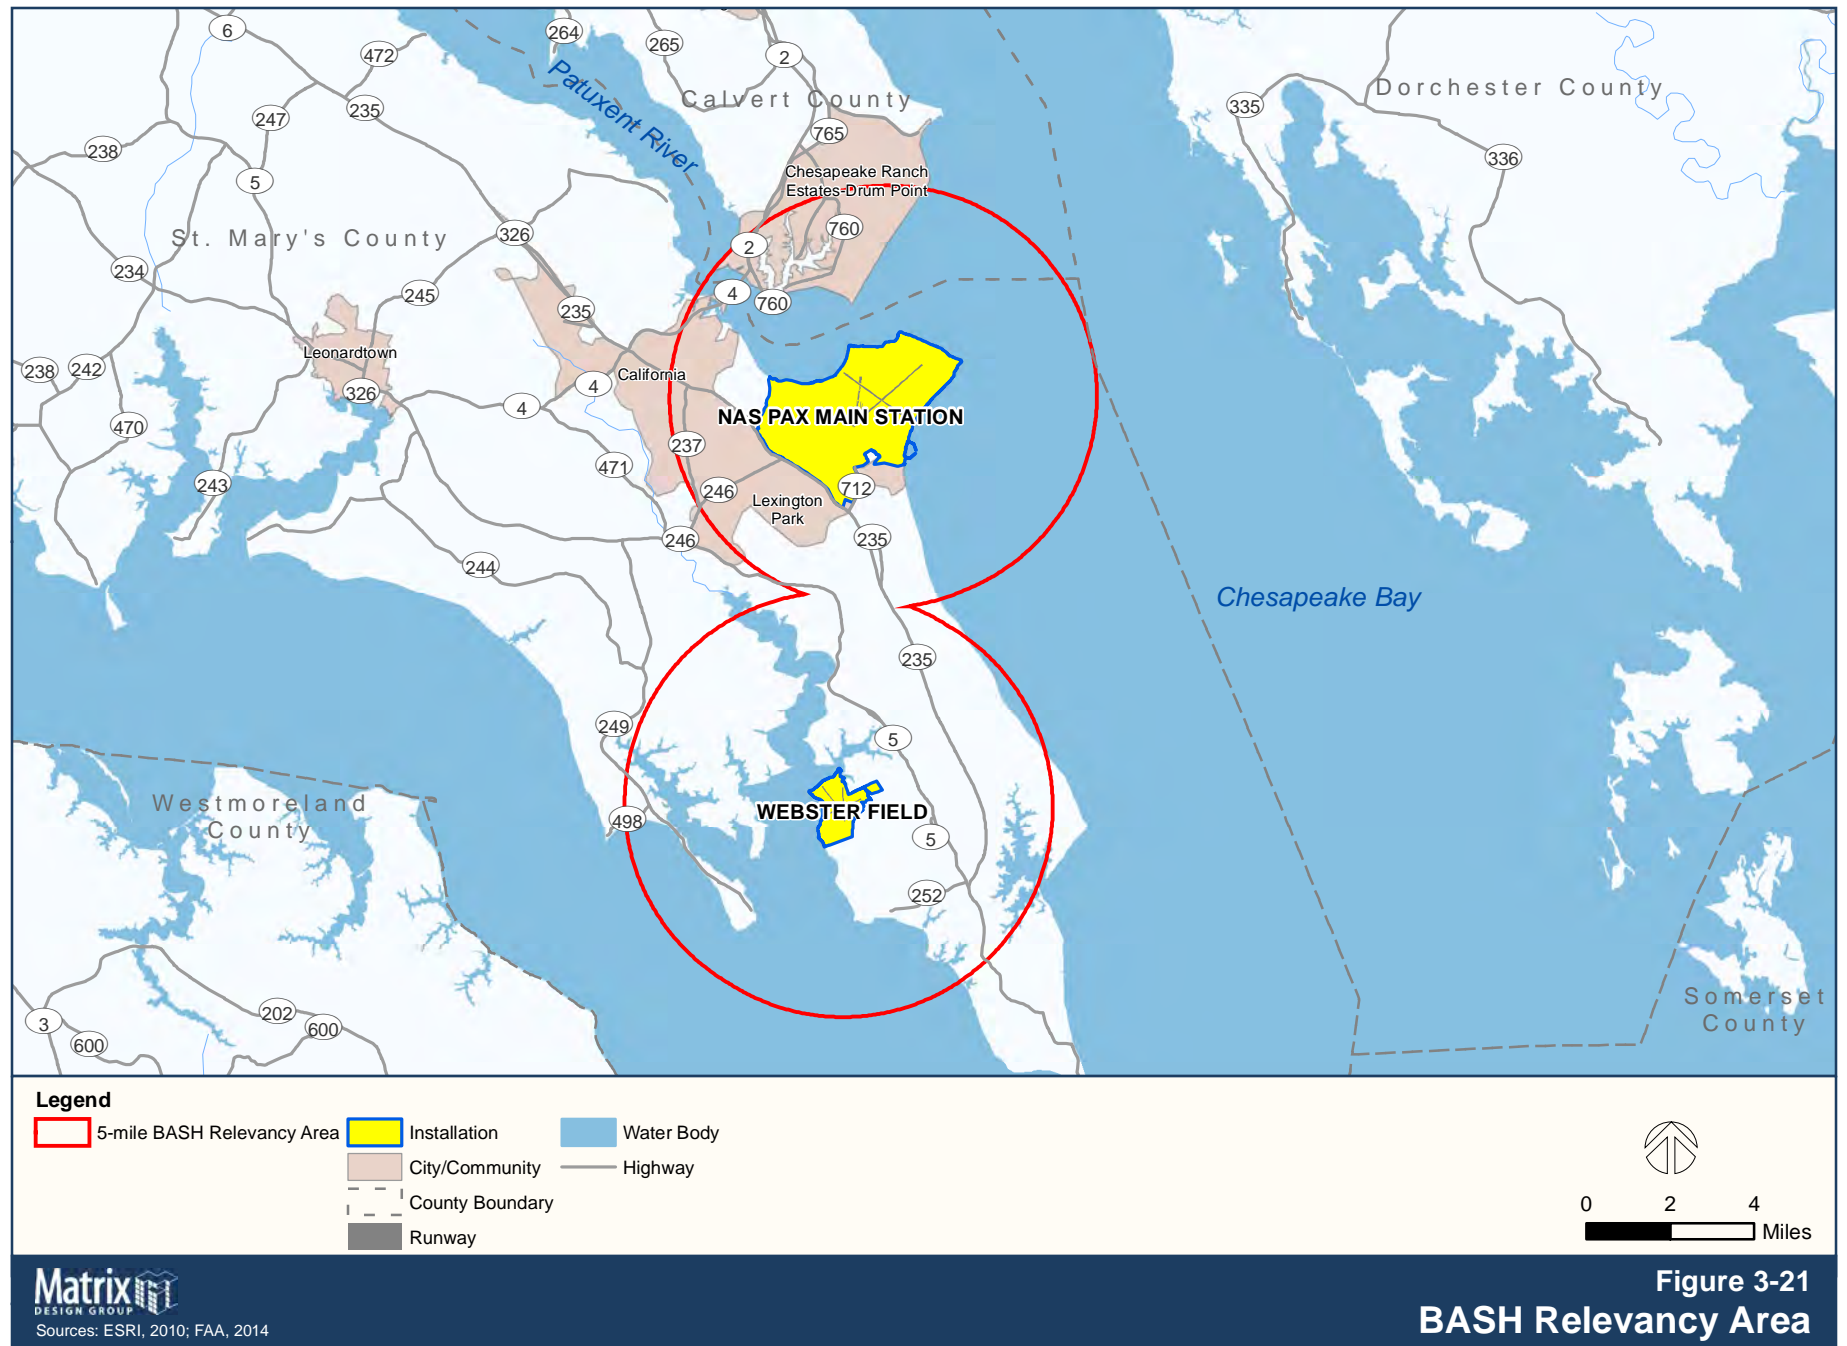 6
472
264
265
2
Patuxent River
Calvert County
Dorchester County
335
235
247
765
238
336
Chesapeake Ranch
Estates-Drum Point
5
760
2
St. Mary's County
326
234
245
4
760
235
Leonardtown
238
242
California
326
4
4
NAS PAX MAIN STATION
470
237
471
243
246
712
Lexington
Park
246
235
244
Chesapeake Bay
235
249
5
Westmoreland
County
WEBSTER FIELD
498
5
252
Somerset
County
3
202
600
600
Legend
5-mile BASH Relevancy Area
Installation
Water Body
City/Community
Highway
County Boundary
Runway
0 2 4
Miles
Matrix
DESIGN GROUP
Sources: ESRI, 2010; FAA, 2014
Figure 3-21
BASH Relevancy Area